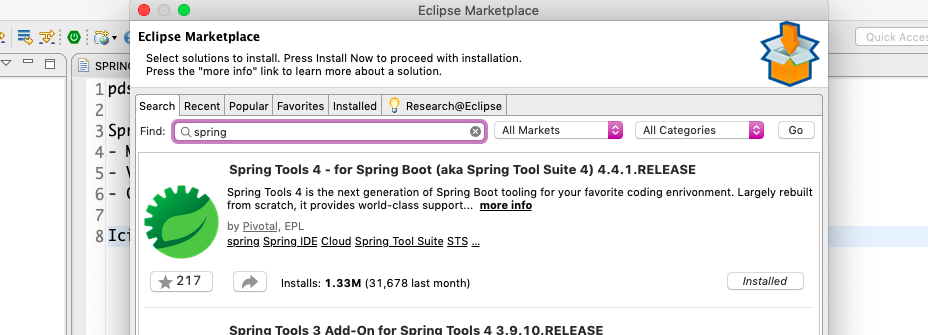 Eclipse Marketplace
Eclipse Marketplace
Select solutions to install. Press Install Now to proceed with installation.
Press the "more info" link to learn more about a solution.
Quick Acces
SPRING
Search Recent Popular Favorites Installed Research@Eclipse
Find: spring All Markets All Categories Go
1 pds
2
3 Spr
4 -
5 -
6 -
7
8 Ici
Spring Tools 4 - for Spring Boot (aka Spring Tool Suite 4) 4.4.1.RELEASE
Spring Tools 4 is the next generation of Spring Boot tooling for your favorite coding enrivonment. Largely rebuilt
from scratch, it provides world-class support... more info
by Pivotal, EPL
spring Spring IDE Cloud Spring Tool Suite STS ...
217 Installs: 1.33M (31,678 last month) Installed
Spring Tools 3 Add-On for Spring Tools 4 3.9.10.RELEASE